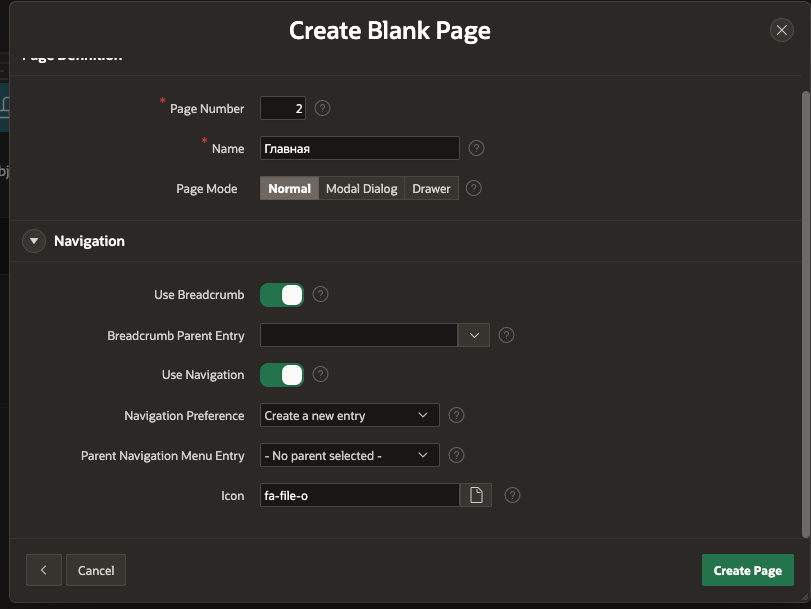 Create Blank Page
Page Definition
* Page Number 2 ?
* Name Главная ?
Page Mode Normal Modal Dialog Drawer ?
Navigation
Use Breadcrumb ?
Breadcrumb Parent Entry ?
Use Navigation ?
Navigation Preference Create a new entry ?
Parent Navigation Menu Entry - No parent selected - ?
Icon fa-file-o ?
Cancel Create Page